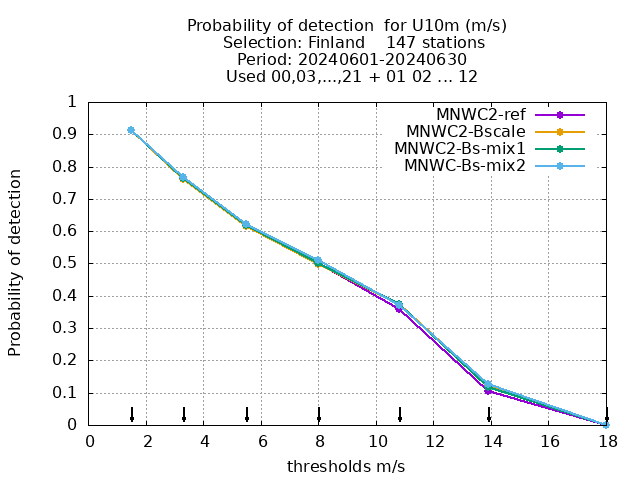 Probability of detection  for U10m (m/s)
Selection: Finland    147 stations
Period: 20240601-20240630
Used 00,03,...,21 + 01 02 ... 12
MNWC2-ref
MNWC2-Bscale
MNWC2-Bs-mix1
MNWC-Bs-mix2
Probability of detection
1
0.9
0.8
0.7
0.6
0.5
0.4
0.3
0.2
0.1
0
0 2 4 6 8 10 12 14 16 18
thresholds m/s